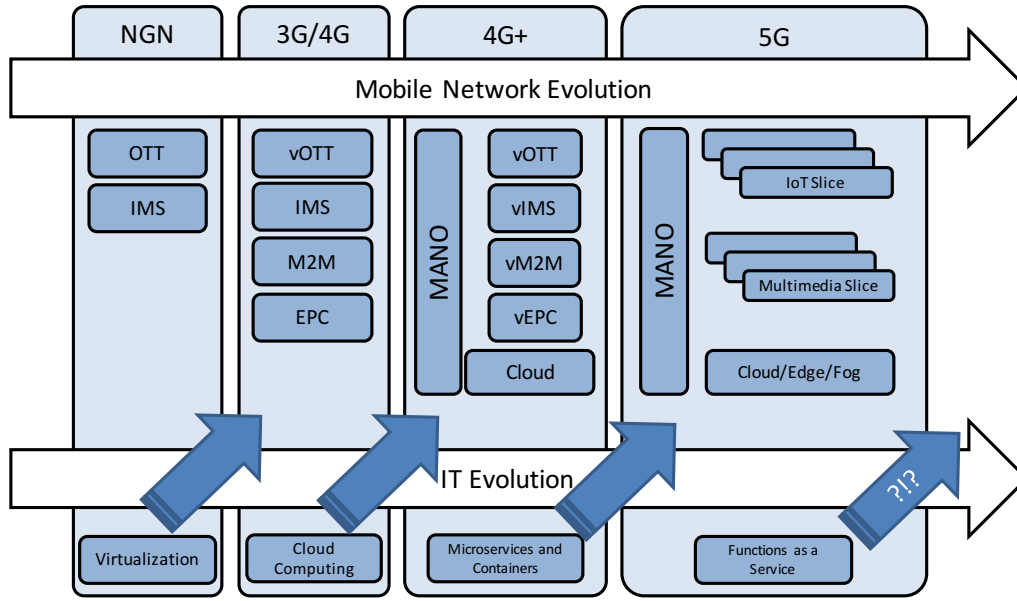 NGN
3G/4G
4G+
5G
Mobile Network Evolution
OTT
IMS
vOTT
IMS
M2M
EPC
MANO
vOTT
vIMS
vM2M
vEPC
Cloud
MANO
IoT Slice
Multimedia Slice
Cloud/Edge/Fog
IT Evolution
?!?
Virtualization
Cloud
Computing
Microservices and
Containers
Functions as a
Service